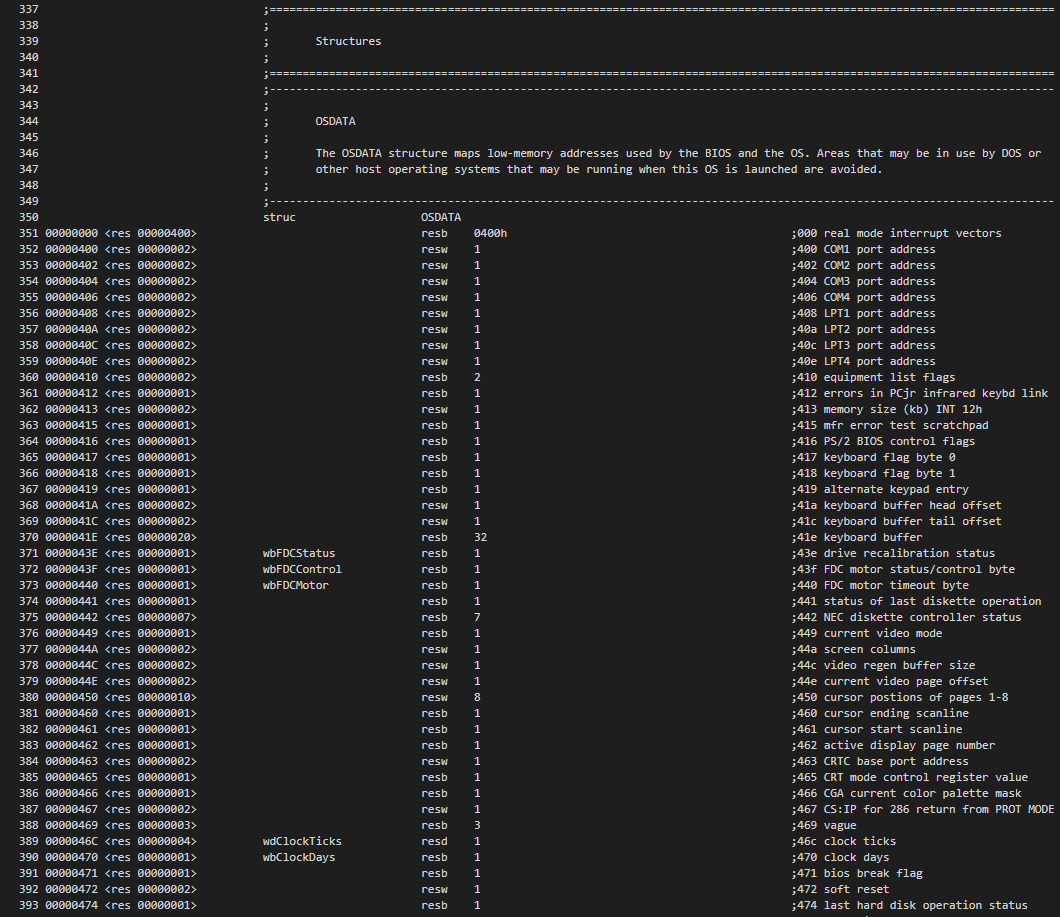 337 ;=======================================================================================================================
338 ;
339 ; Structures
340 ;
341 ;=======================================================================================================================
342 ;-----------------------------------------------------------------------------------------------------------------------
343 ;
344 ; OSDATA
345 ;
346 ; The OSDATA structure maps low-memory addresses used by the BIOS and the OS. Areas that may be in use by DOS or
347 ; other host operating systems that may be running when this OS is launched are avoided.
348 ;
349 ;-----------------------------------------------------------------------------------------------------------------------
350 struc OSDATA
351 00000000 <res 00000400> resb 0400h ;000 real mode interrupt vectors
352 00000400 <res 00000002> resw 1 ;400 COM1 port address
353 00000402 <res 00000002> resw 1 ;402 COM2 port address
354 00000404 <res 00000002> resw 1 ;404 COM3 port address
355 00000406 <res 00000002> resw 1 ;406 COM4 port address
356 00000408 <res 00000002> resw 1 ;408 LPT1 port address
357 0000040A <res 00000002> resw 1 ;40a LPT2 port address
358 0000040C <res 00000002> resw 1 ;40c LPT3 port address
359 0000040E <res 00000002> resw 1 ;40e LPT4 port address
360 00000410 <res 00000002> resb 2 ;410 equipment list flags
361 00000412 <res 00000001> resb 1 ;412 errors in PCjr infrared keybd link
362 00000413 <res 00000002> resw 1 ;413 memory size (kb) INT 12h
363 00000415 <res 00000001> resb 1 ;415 mfr error test scratchpad
364 00000416 <res 00000001> resb 1 ;416 PS/2 BIOS control flags
365 00000417 <res 00000001> resb 1 ;417 keyboard flag byte 0
366 00000418 <res 00000001> resb 1 ;418 keyboard flag byte 1
367 00000419 <res 00000001> resb 1 ;419 alternate keypad entry
368 0000041A <res 00000002> resw 1 ;41a keyboard buffer head offset
369 0000041C <res 00000002> resw 1 ;41c keyboard buffer tail offset
370 0000041E <res 00000020> resb 32 ;41e keyboard buffer
371 0000043E <res 00000001> wbFDCStatus resb 1 ;43e drive recalibration status
372 0000043F <res 00000001> wbFDCControl resb 1 ;43f FDC motor status/control byte
373 00000440 <res 00000001> wbFDCMotor resb 1 ;440 FDC motor timeout byte
374 00000441 <res 00000001> resb 1 ;441 status of last diskette operation
375 00000442 <res 00000007> resb 7 ;442 NEC diskette controller status
376 00000449 <res 00000001> resb 1 ;449 current video mode
377 0000044A <res 00000002> resw 1 ;44a screen columns
378 0000044C <res 00000002> resw 1 ;44c video regen buffer size
379 0000044E <res 00000002> resw 1 ;44e current video page offset
380 00000450 <res 00000010> resw 8 ;450 cursor postions of pages 1-8
381 00000460 <res 00000001> resb 1 ;460 cursor ending scanline
382 00000461 <res 00000001> resb 1 ;461 cursor start scanline
383 00000462 <res 00000001> resb 1 ;462 active display page number
384 00000463 <res 00000002> resw 1 ;463 CRTC base port address
385 00000465 <res 00000001> resb 1 ;465 CRT mode control register value
386 00000466 <res 00000001> resb 1 ;466 CGA current color palette mask
387 00000467 <res 00000002> resw 1 ;467 CS:IP for 286 return from PROT MODE
388 00000469 <res 00000003> resb 3 ;469 vague
389 0000046C <res 00000004> wdClockTicks resd 1 ;46c clock ticks
390 00000470 <res 00000001> wbClockDays resb 1 ;470 clock days
391 00000471 <res 00000001> resb 1 ;471 bios break flag
392 00000472 <res 00000002> resw 1 ;472 soft reset
393 00000474 <res 00000001> resb 1 ;474 last hard disk operation status